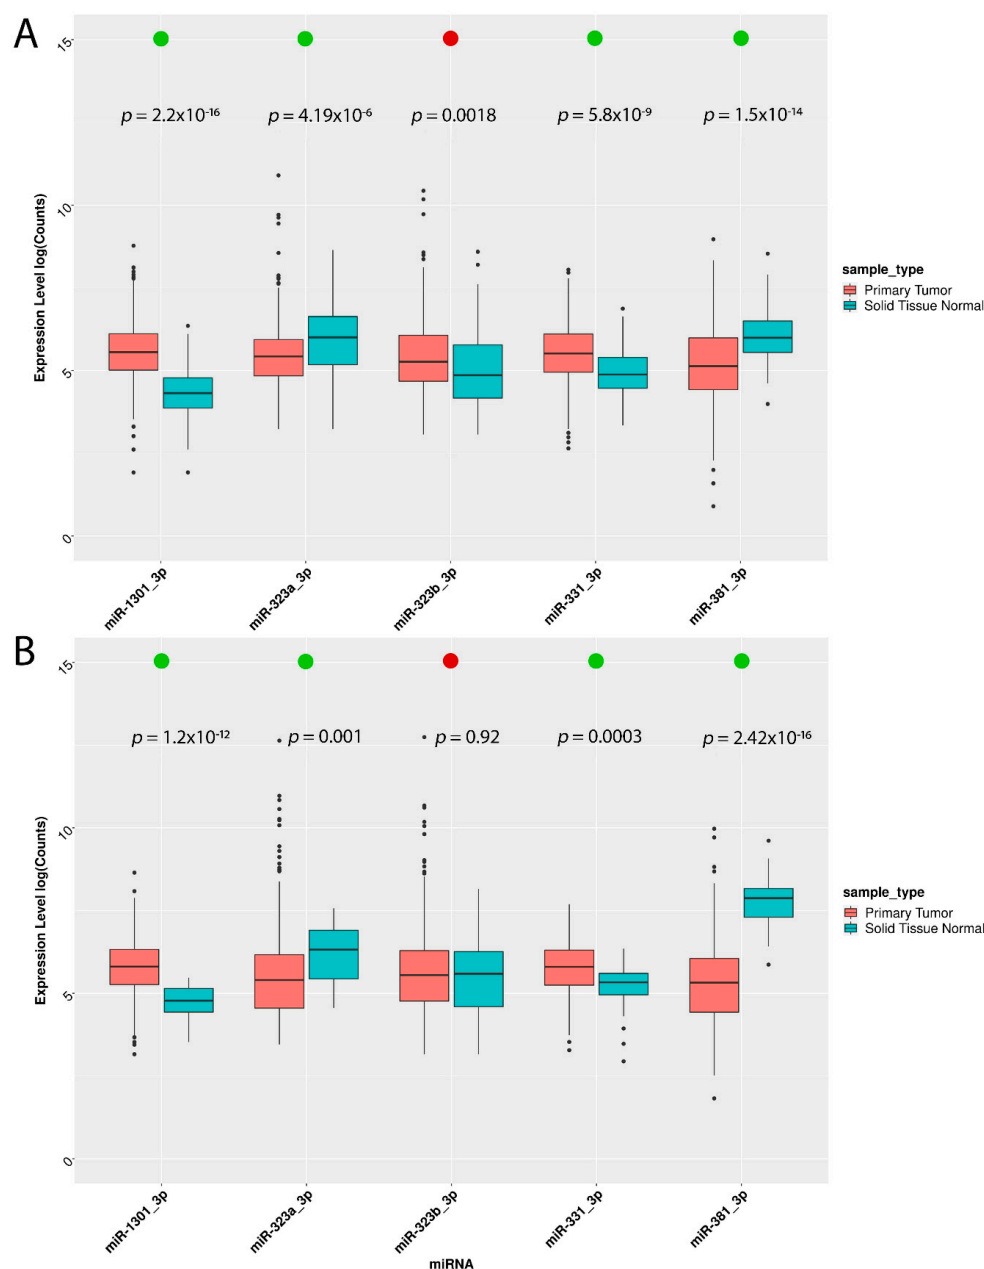 A
15
p = 2.2x10⁻¹⁶ p = 4.19x10⁻⁶ p = 0.0018 p = 5.8x10⁻⁹ p = 1.5x10⁻¹⁴
10
Expression Level log(Counts)
5
0
sample_type
Primary Tumor
Solid Tissue Normal
miR-1301_3p miR-323a_3p miR-323b_3p miR-331_3p miR-381_3p
B
15
p = 1.2x10⁻¹² p = 0.001 p = 0.92 p = 0.0003 p = 2.42x10⁻¹⁶
10
Expression Level log(Counts)
5
0
sample_type
Primary Tumor
Solid Tissue Normal
miR-1301_3p miR-323a_3p miR-323b_3p miR-331_3p miR-381_3p
miRNA